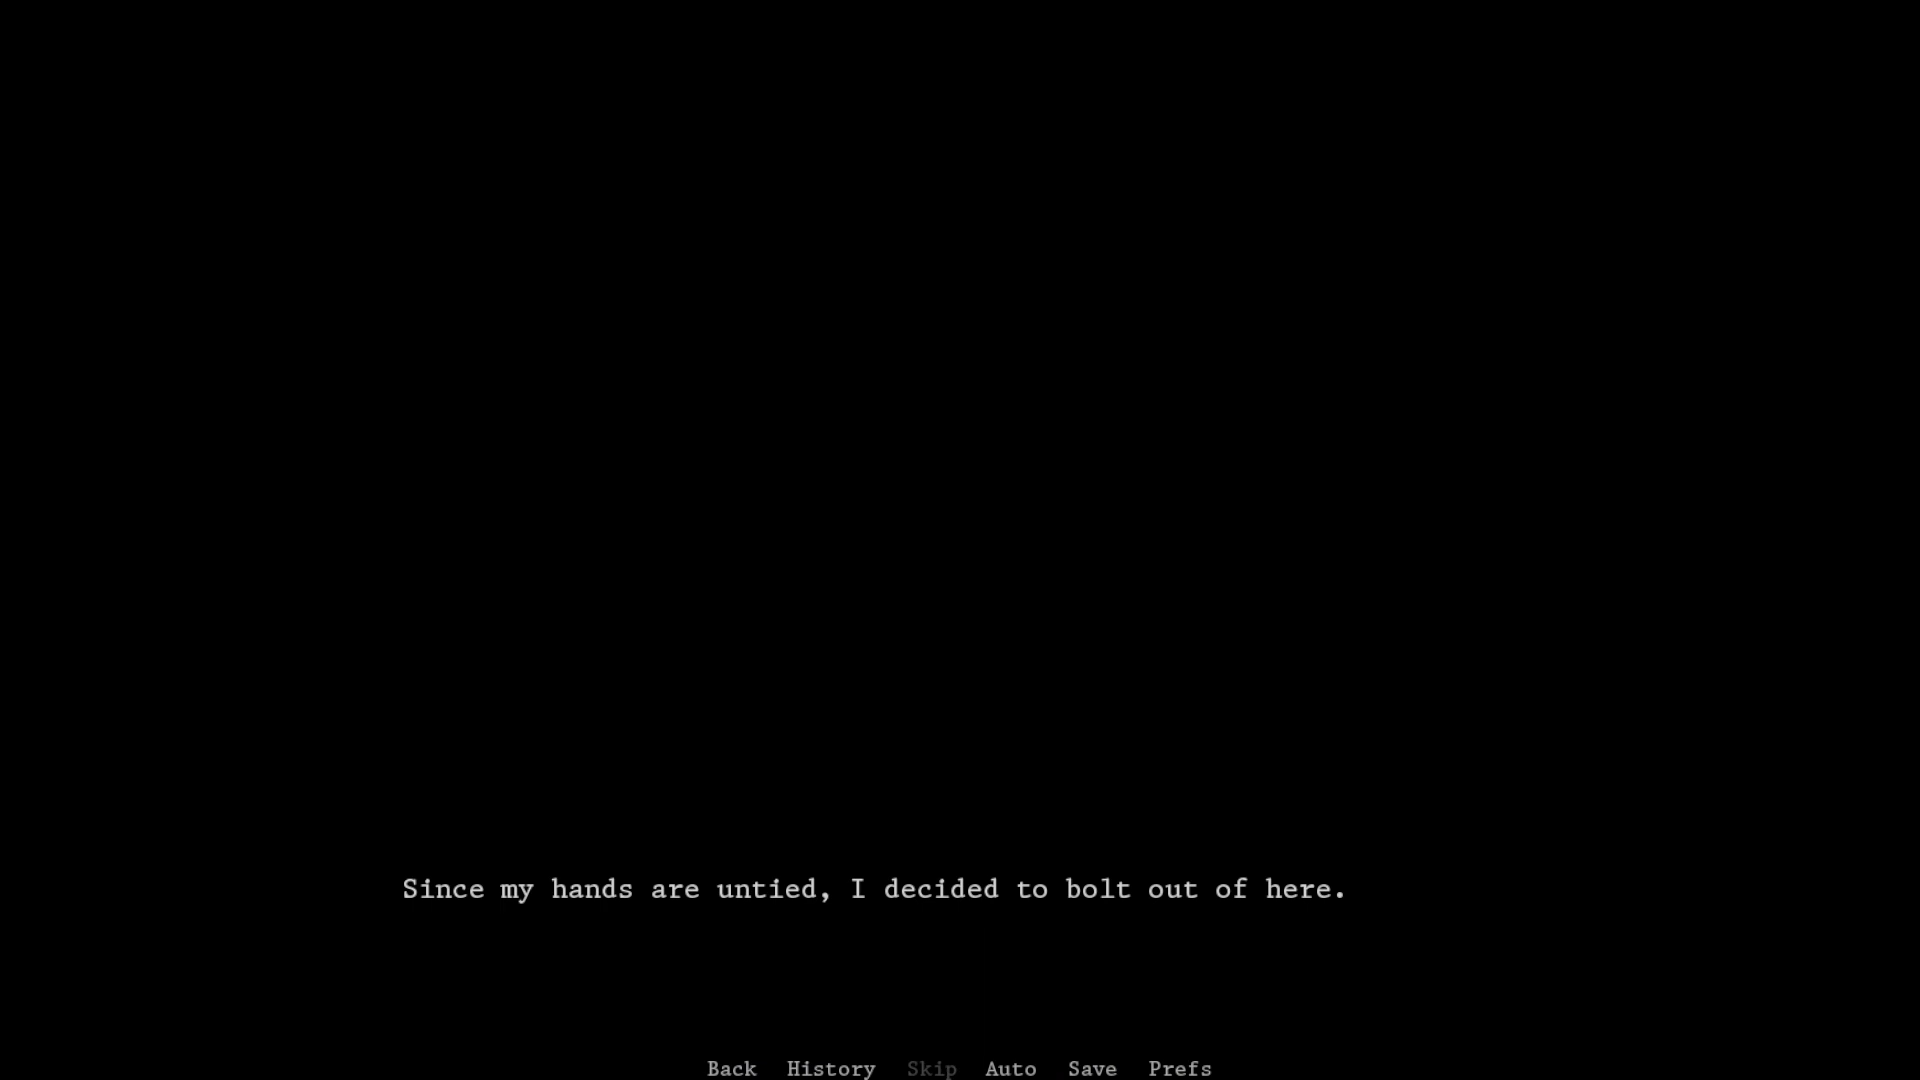 Since my hands are untied, I decided to bolt out of here.
Back History Skip Auto Save Prefs